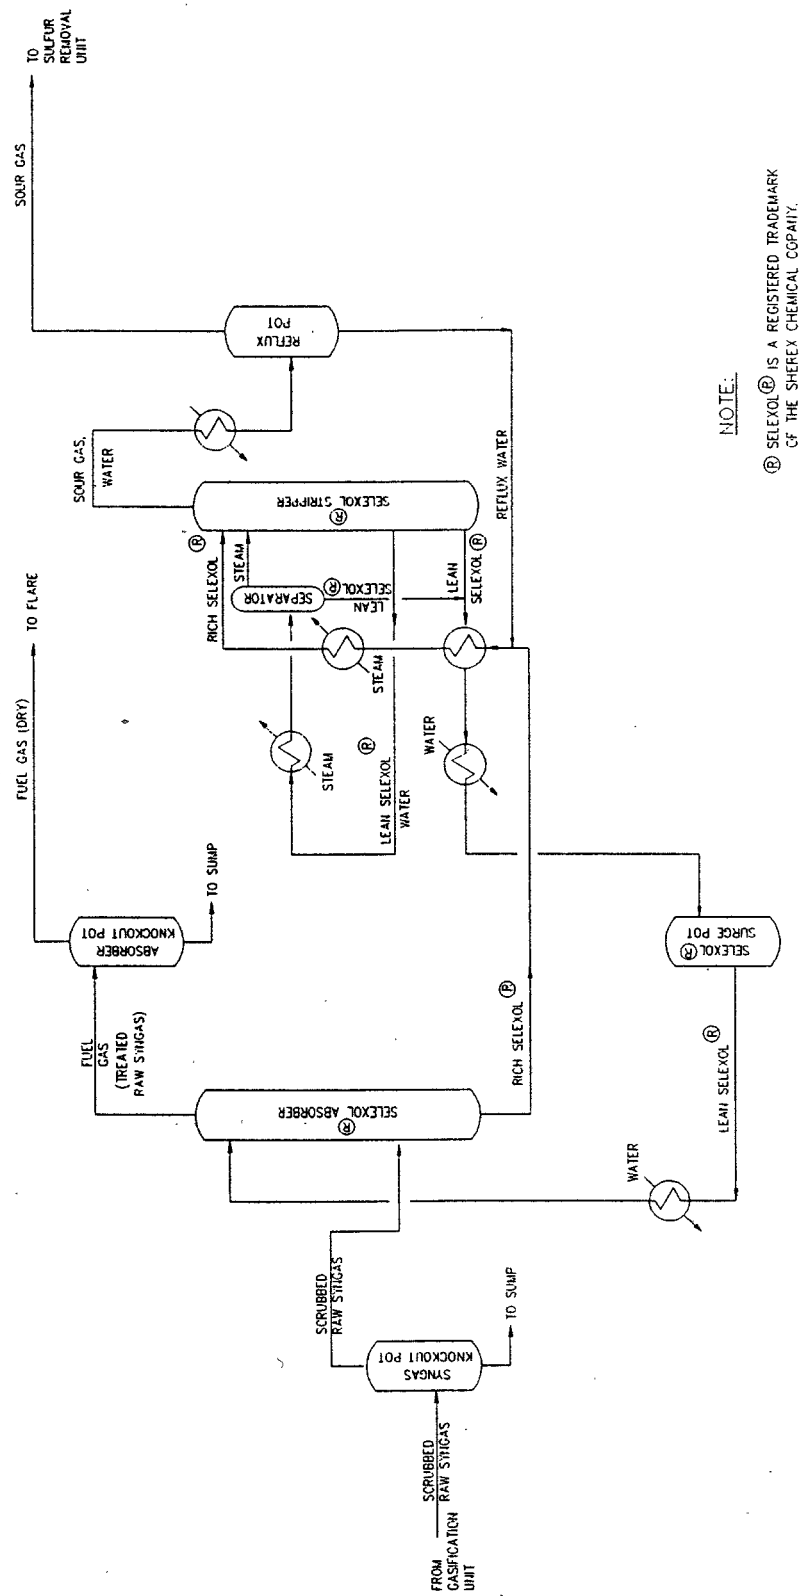 TO
SULFUR
REMOVAL
UNIT
SOUR GAS
REFLUX
POT
SOUR GAS,
WATER
REFLUX WATER
SELEXOL STRIPPER
®
RICH SELEXOL
®
STEAM
SEPARATOR
LEAN
SELEXOL®
LEAN
SELEXOL®
STEAM
STEAM
WATER
LEAN SELEXOL
®
WATER
TO FLARE
FUEL GAS (DRY)
ABSORBER
KNOCKOUT POT
TO SUMP
SELEXOL
®
SURGE POT
FUEL
GAS
(TREATED
RAW SYNGAS)
SELEXOL ABSORBER
®
RICH SELEXOL®
LEAN SELEXOL®
WATER
SCRUBBED
RAW SYNGAS
SYNGAS
KNOCKOUT POT
TO SUMP
SCRUBBED
RAW SYNGAS
FROM
GASIFICATION
UNIT
NOTE:
® SELEXOL® IS A REGISTERED TRADEMARK
OF THE SHEREX CHEMICAL COPANY.